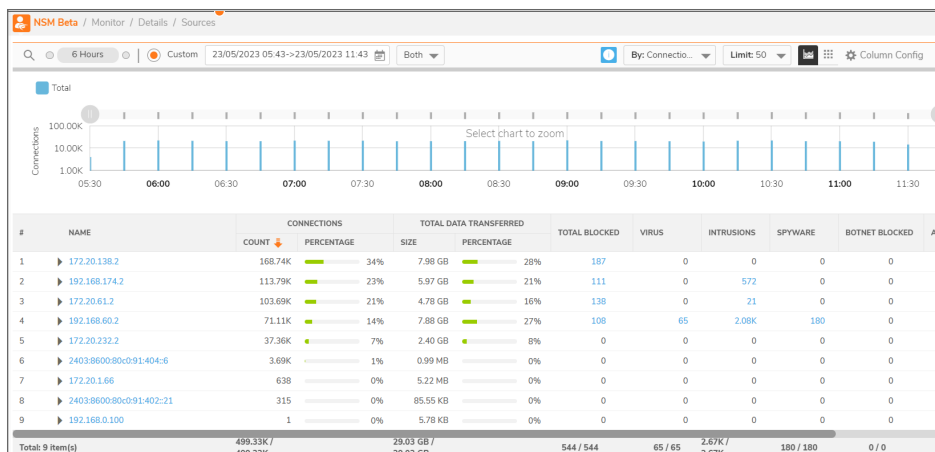 NSM Beta / Monitor / Details / Sources
6 Hours Custom 23/05/2023 05:43->23/05/2023 11:43 Both By: Connectio... Limit: 50 Column Config
Total
Select chart to zoom
Connections
100.00K
10.00K
1.00K
05:30 06:00 06:30 07:00 07:30 08:00 08:30 09:00 09:30 10:00 10:30 11:00 11:30
# NAME CONNECTIONS TOTAL DATA TRANSFERRED TOTAL BLOCKED VIRUS INTRUSIONS SPYWARE BOTNET BLOCKED A
COUNT PERCENTAGE SIZE PERCENTAGE
1 172.20.138.2 168.74K 34% 7.98 GB 28% 187 0 0 0 0
2 192.168.174.2 113.79K 23% 5.97 GB 21% 111 0 572 0 0
3 172.20.61.2 103.69K 21% 4.78 GB 16% 138 0 21 0 0
4 192.168.60.2 71.11K 14% 7.88 GB 27% 108 65 2.08K 180 0
5 172.20.232.2 37.36K 7% 2.40 GB 8% 0 0 0 0 0
6 2403:8600:80c0:91:404::6 3.69K 1% 0.99 MB 0% 0 0 0 0 0
7 172.20.1.66 638 0% 5.22 MB 0% 0 0 0 0 0
8 2403:8600:80c0:91:402::21 315 0% 85.55 KB 0% 0 0 0 0 0
9 192.168.0.100 1 0% 5.78 KB 0% 0 0 0 0 0
Total: 9 item(s) 499.33K / 29.03 GB / 544 / 544 65 / 65 2.67K / 180 / 180 0 / 0